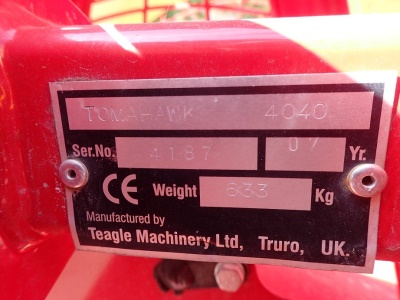 TOMAHAWK 4040
Ser.No. 4187 07 Yr.
CE Weight 833 Kg
Manufactured by
Teagle Machinery Ltd, Truro, UK.